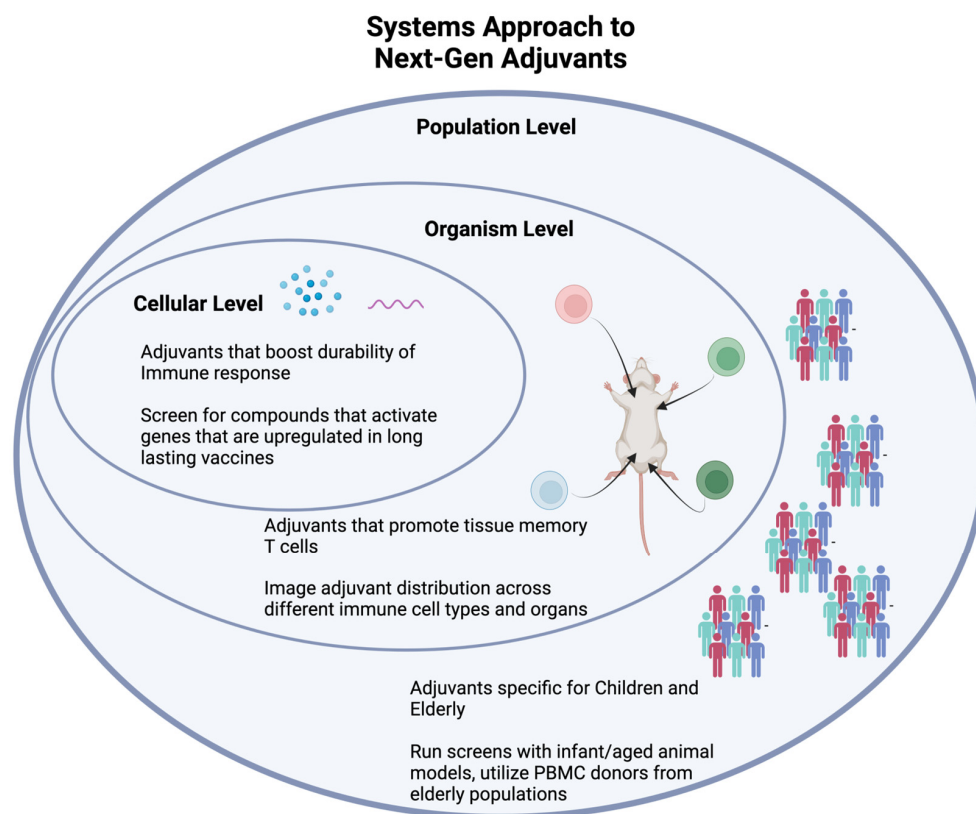 Systems Approach to
Next-Gen Adjuvants
Population Level
Organism Level
Cellular Level
Adjuvants that boost durability of
Immune response
Screen for compounds that activate
genes that are upregulated in long
lasting vaccines
Adjuvants that promote tissue memory
T cells
Image adjuvant distribution across
different immune cell types and organs
Adjuvants specific for Children and
Elderly
Run screens with infant/aged animal
models, utilize PBMC donors from
elderly populations